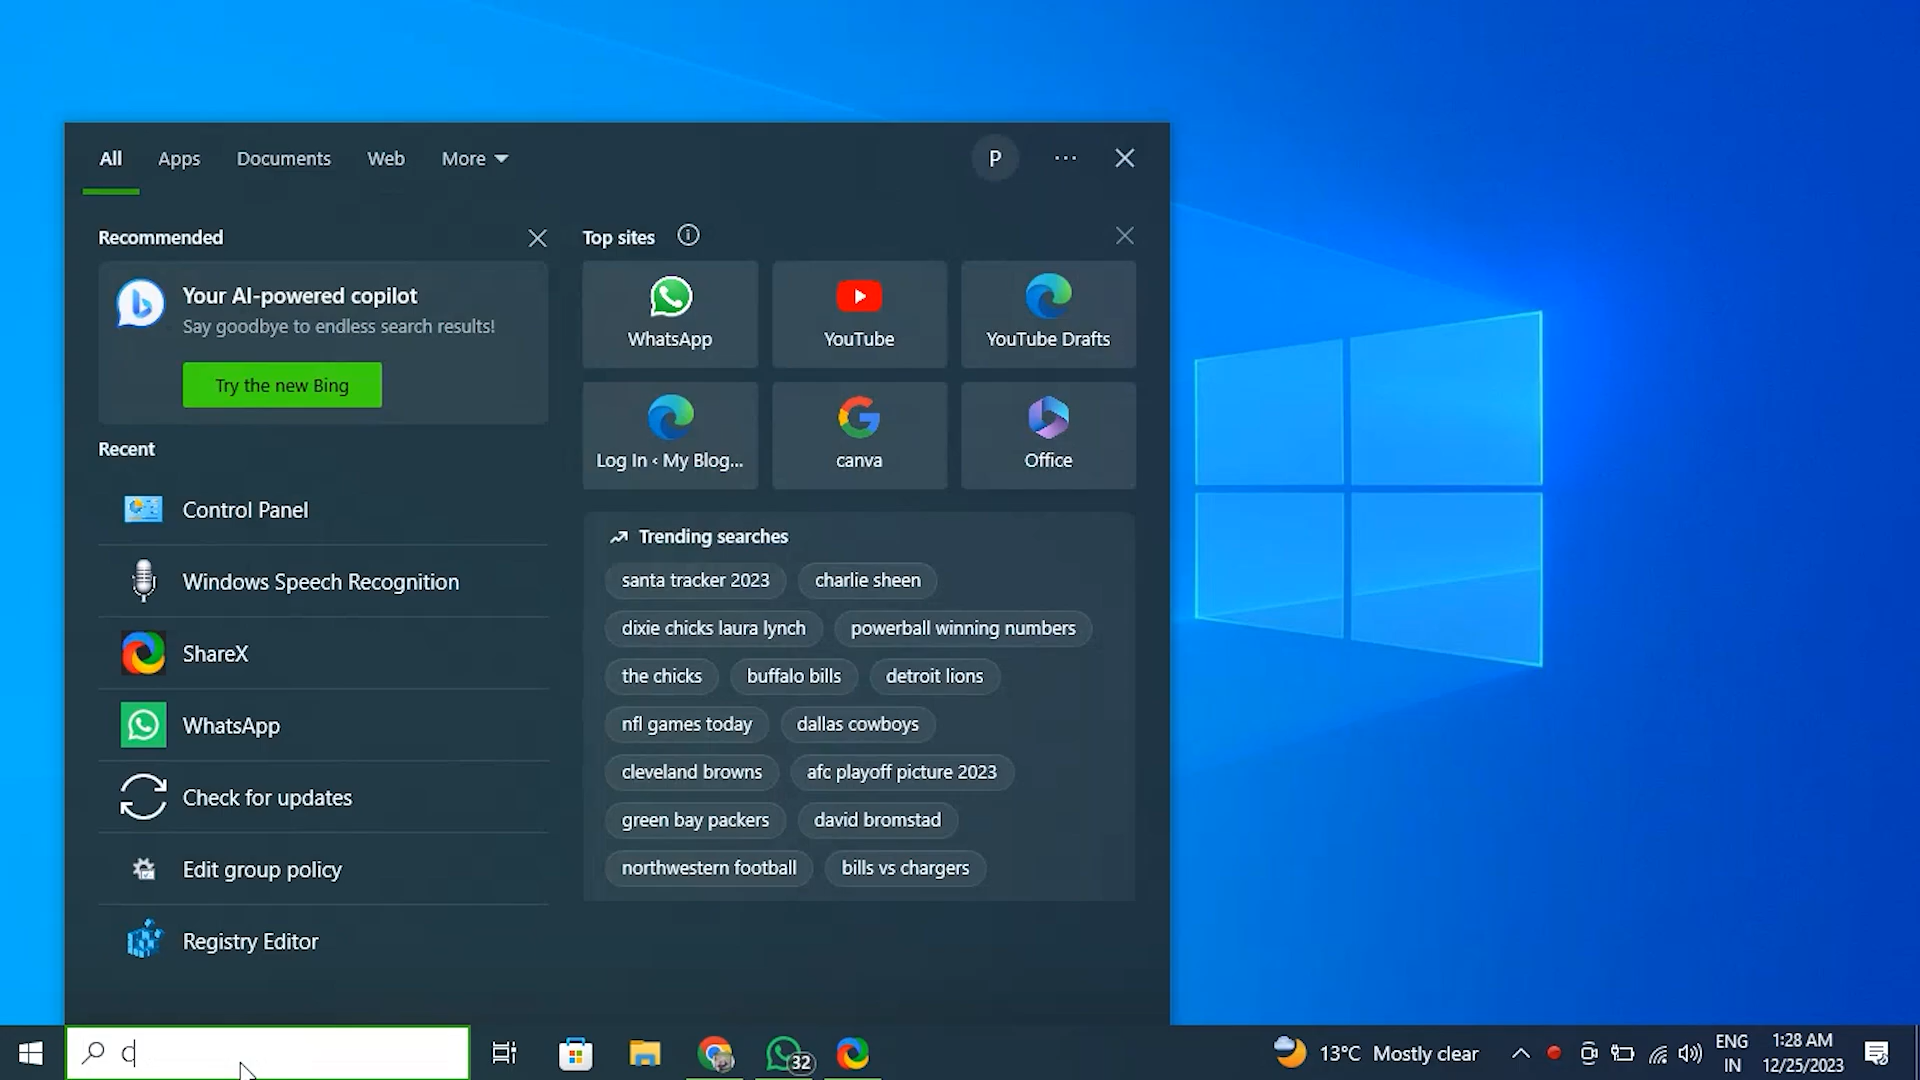 All Apps Documents Web More P
Recommended
Your AI-powered copilot
Say goodbye to endless search results!
Try the new Bing
Recent
Control Panel
Windows Speech Recognition
ShareX
WhatsApp
Check for updates
Edit group policy
Registry Editor
Top sites
WhatsApp YouTube YouTube Drafts
Log In ‹ My Blog... canva Office
Trending searches
santa tracker 2023 charlie sheen
dixie chicks laura lynch powerball winning numbers
the chicks buffalo bills detroit lions
nfl games today dallas cowboys
cleveland browns afc playoff picture 2023
green bay packers david bromstad
northwestern football bills vs chargers
C
32
13°C Mostly clear
ENG
IN
1:28 AM
12/25/2023